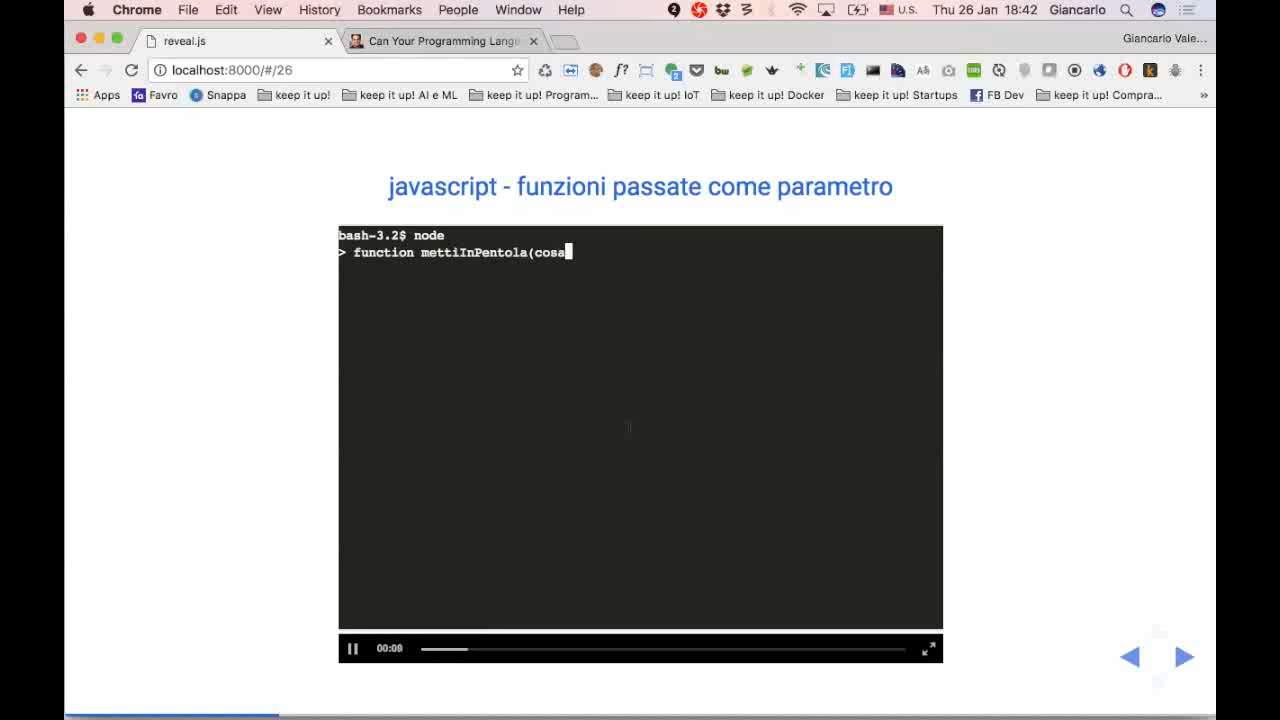 Chrome File Edit View History Bookmarks People Window Help U.S. Thu 26 Jan 18:42 Giancarlo
reveal.js Can Your Programming Langu Giancarlo Vale...
localhost:8000/#/26
Apps Favro Snappa keep it up! keep it up! AI e ML keep it up! Program... keep it up! IoT keep it up! Docker keep it up! Startups FB Dev keep it up! Compra... »
javascript - funzioni passate come parametro
bash-3.2$ node
> function mettiInPentola(cosa
00:09